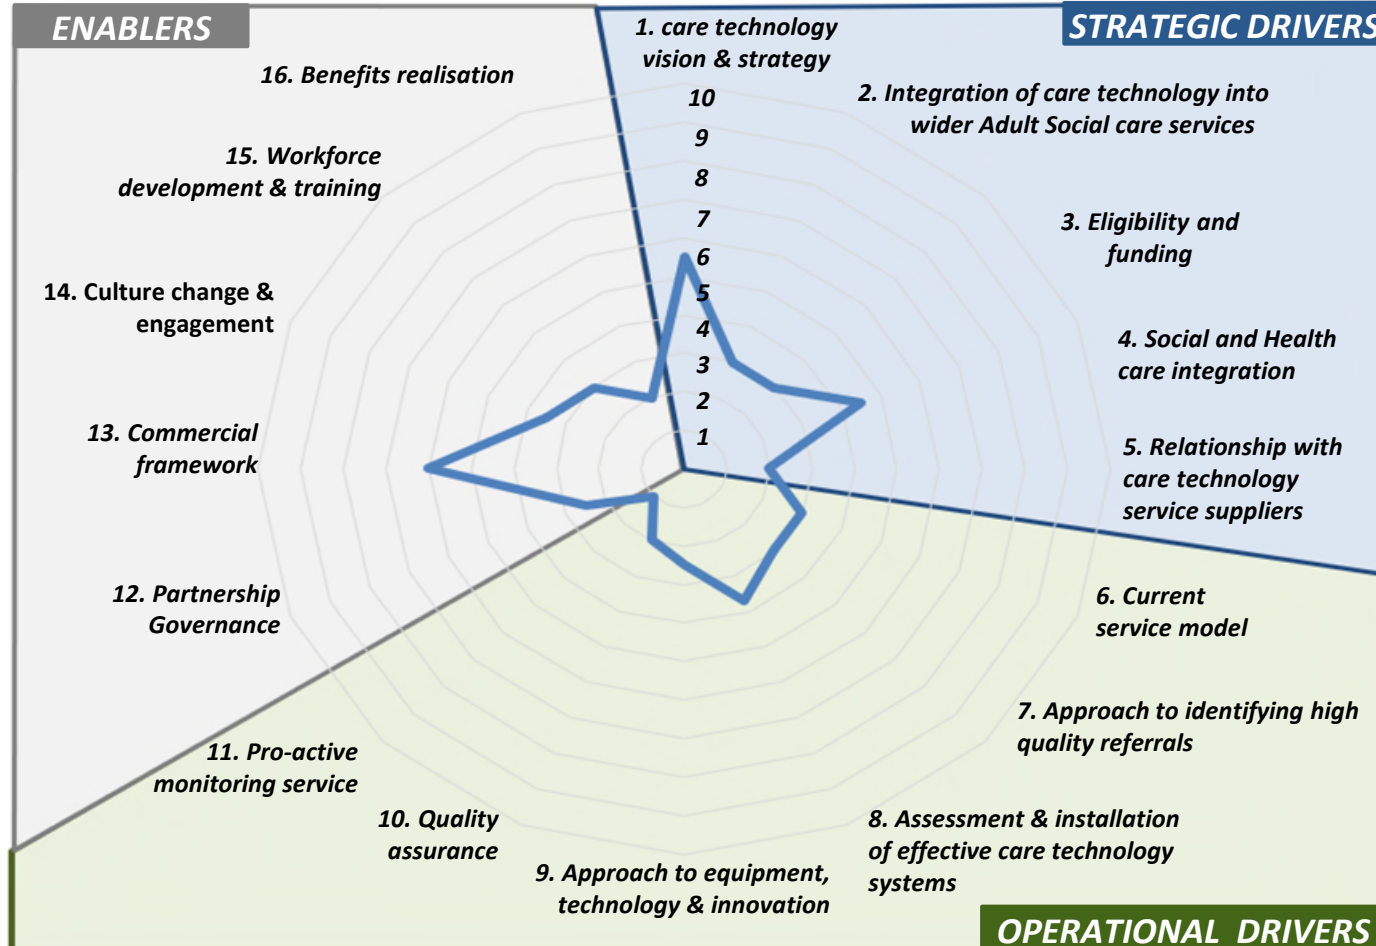 ENABLERS
STRATEGIC DRIVERS
1. care technology
vision & strategy
2. Integration of care technology into
wider Adult Social care services
3. Eligibility and
funding
4. Social and Health
care integration
5. Relationship with
care technology
service suppliers
6. Current
service model
7. Approach to identifying high
quality referrals
8. Assessment & installation
of effective care technology
systems
9. Approach to equipment,
technology & innovation
10. Quality
assurance
11. Pro-active
monitoring service
12. Partnership
Governance
13. Commercial
framework
14. Culture change &
engagement
15. Workforce
development & training
16. Benefits realisation
10
9
8
7
6
5
4
3
2
1
OPERATIONAL DRIVERS